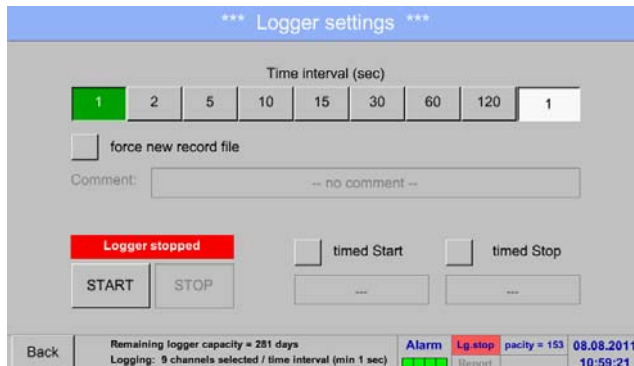 *** Logger settings ***
Time interval (sec)
1 2 5 10 15 30 60 120 1
force new record file
Comment: -- no comment --
Logger stopped
timed Start
timed Stop
START STOP
---
---
Back
Remaining logger capacity = 281 days
Logging: 9 channels selected / time interval (min 1 sec)
Alarm
Lg.stop
pacity = 153
Report
08.08.2011
10:59:21